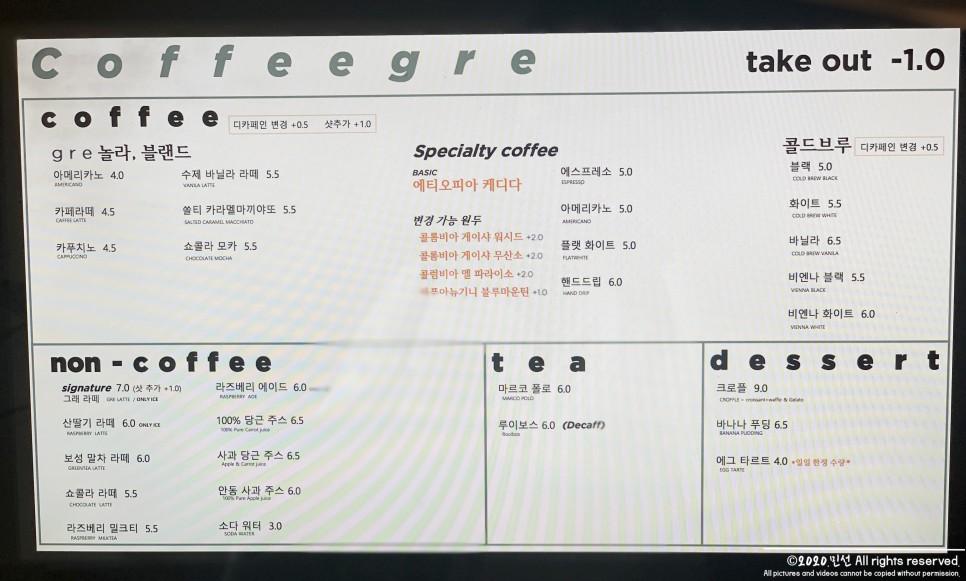 Coffeegre
take out -1.0
coffee
디카페인 변경 +0.5 샷추가 +1.0
gre 놀라, 블랜드
아메리카노 4.0
AMERICANO
카페라떼 4.5
CAFFE LATTE
카푸치노 4.5
CAPPUCCINO
수제 바닐라 라떼 5.5
VANILA LATTE
쏠티 카라멜마끼야또 5.5
SALTED CARAMEL MACCHIATO
쇼콜라 모카 5.5
CHOCOLATE MOCHA
Specialty coffee
BASIC
에티오피아 케디다
변경 가능 원두
콜롬비아 게이샤 워시드 +2.0
콜롬비아 게이샤 무산소 +2.0
콜럼비아 엘 파라이소 +2.0
블루마운틴 +1.0
에스프레소 5.0
ESPRESSO
아메리카노 5.0
AMERICANO
플랫 화이트 5.0
FLATWHITE
핸드드립 6.0
HAND DRIP
콜드브루
디카페인 변경 +0.5
블랙 5.0
COLD BREW BLACK
화이트 5.5
COLD BREW WHITE
바닐라 6.5
COLD BREW VANILA
비엔나 블랙 5.5
VIENNA BLACK
비엔나 화이트 6.0
VIENNA WHITE
non-coffee
signature 7.0 (샷 추가 +1.0)
그래 라떼 GRE LATTE / ONLY ICE
산딸기 라떼 6.0 ONLY ICE
RASPBERRY LATTE
보성 말차 라떼 6.0
GREENTEA LATTE
쇼콜라 라떼 5.5
CHOCOLATE LATTE
라즈베리 밀크티 5.5
RASPBERRY MILKTEA
라즈베리 에이드 6.0
RASPBERRY ADE
100% 당근 주스 6.5
100% Pure Carrot juice
사과 당근 주스 6.5
Apple & Carrot juice
안동 사과 주스 6.0
100% Pure Apple juice
소다 워터 3.0
SODA WATER
tea
마르코 폴로 6.0
MARCO POLO
루이보스 6.0 (Decaff)
Rooibos
dessert
크로플 9.0
CROFFLE = croissant+waffle & Gelato
바나나 푸딩 6.5
BANANA PUDDING
에그 타르트 4.0 *일일 한정 수량*
EGG TARTE
©2020.민선 All rights reserved.
All pictures and videos cannot be copied without permission.